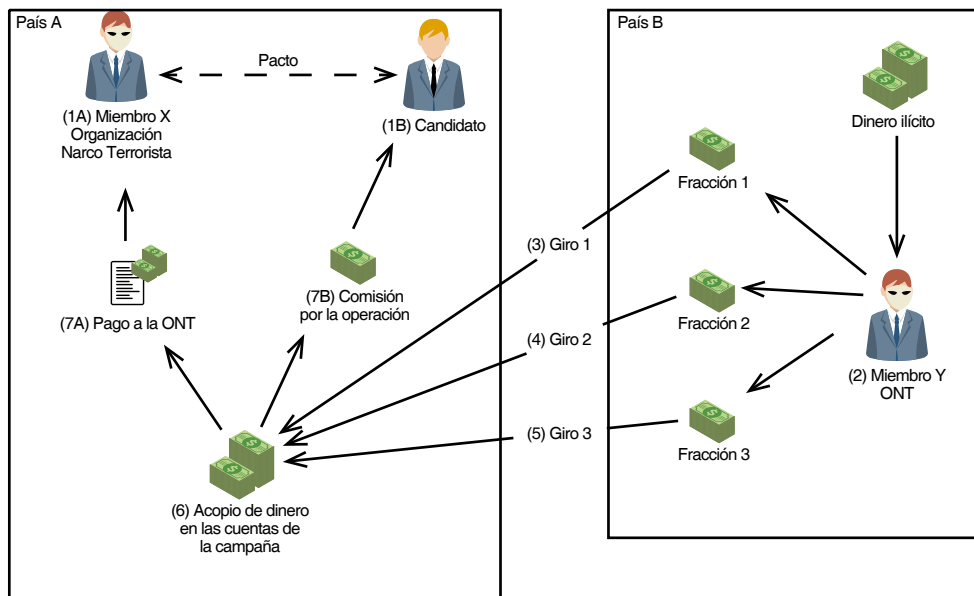 País A
Pacto
(1A) Miembro X
Organización
Narco Terrorista
(1B) Candidato
(7A) Pago a la ONT
(7B) Comisión
por la operación
(6) Acopio de dinero
en las cuentas de
la campaña
(3) Giro 1
(4) Giro 2
(5) Giro 3
País B
Dinero ilícito
Fracción 1
Fracción 2
Fracción 3
(2) Miembro Y
ONT